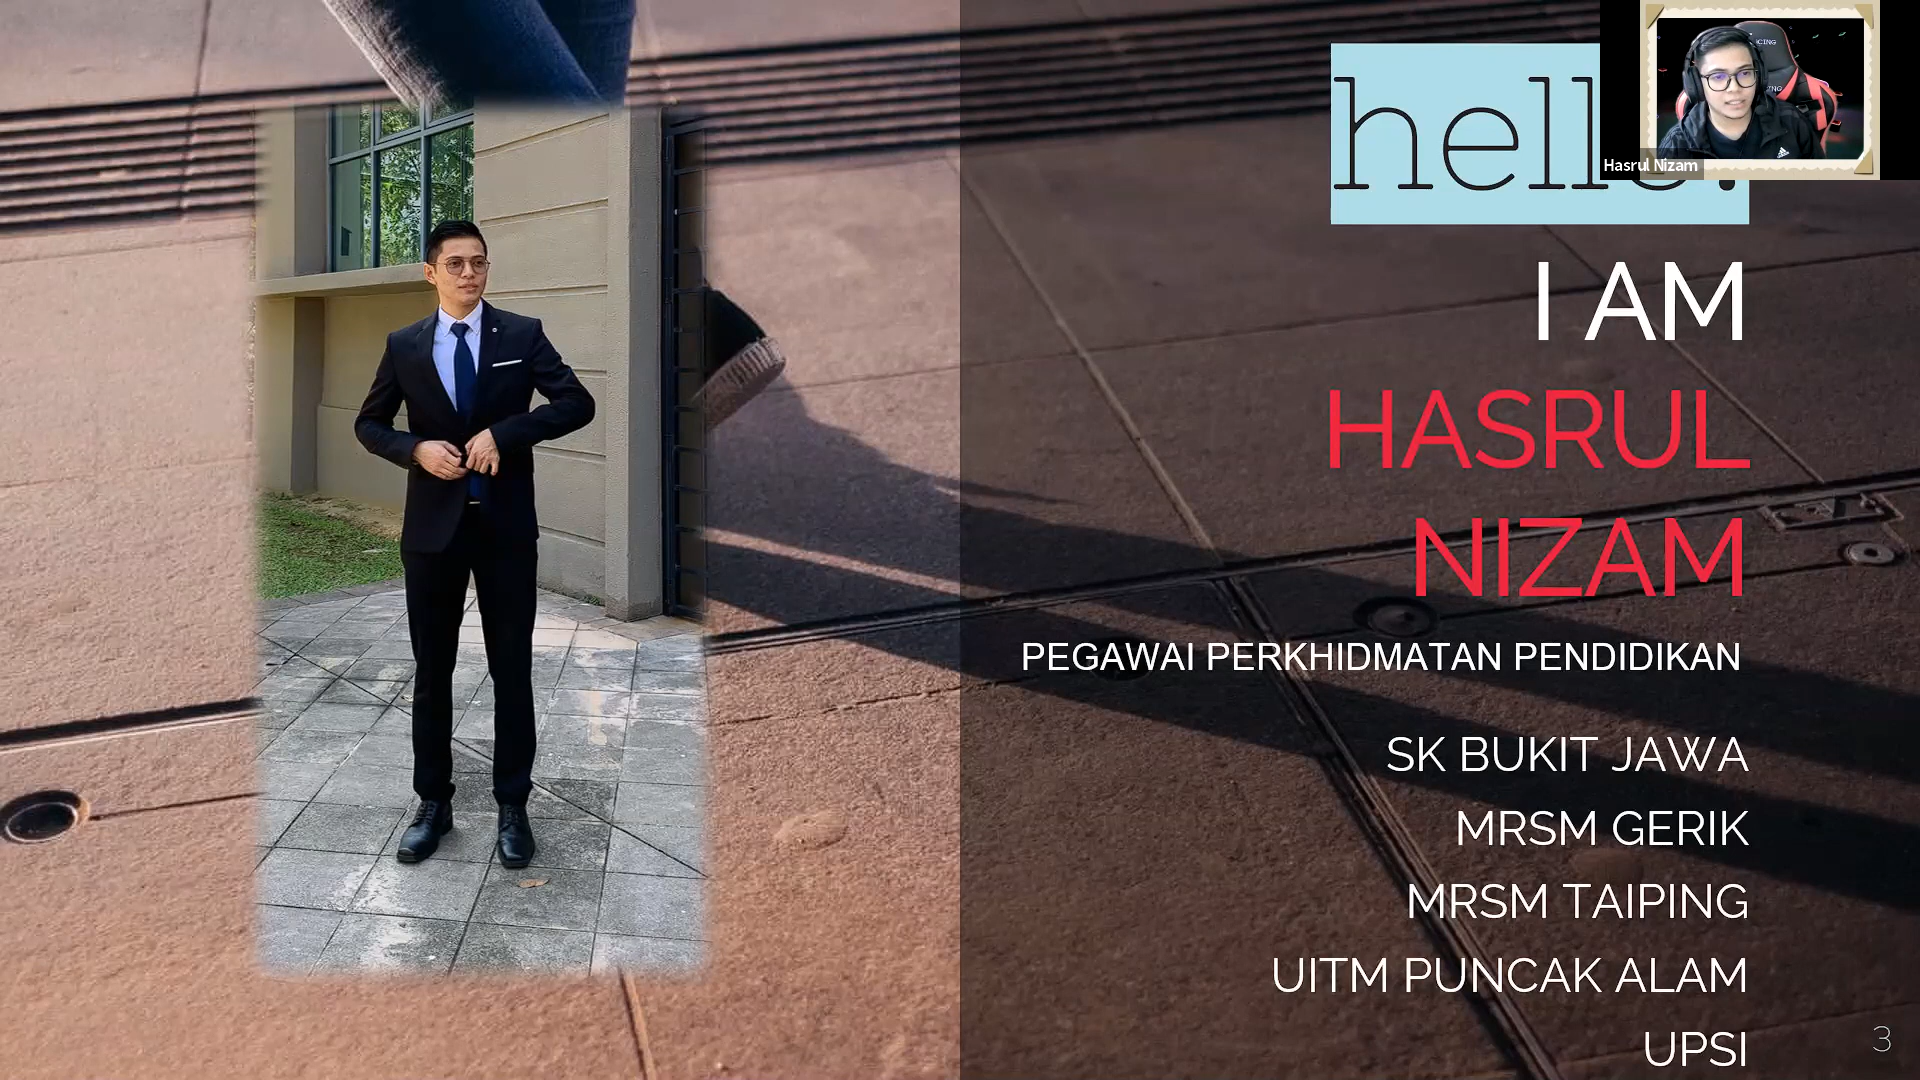 hello.
Hasrul Nizam
I AM
HASRUL
NIZAM
PEGAWAI PERKHIDMATAN PENDIDIKAN
SK BUKIT JAWA
MRSM GERIK
MRSM TAIPING
UITM PUNCAK ALAM
UPSI
3